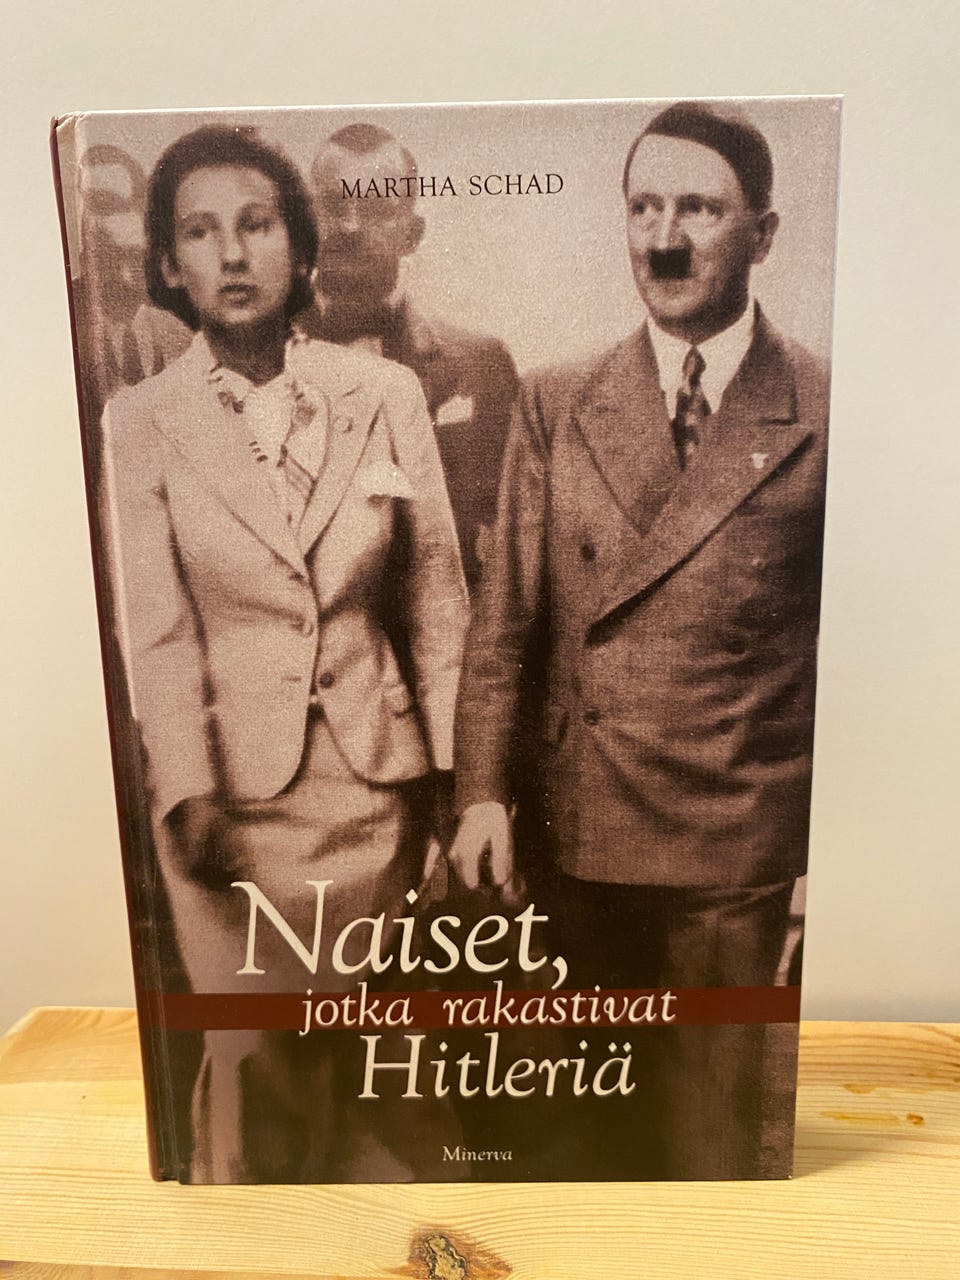 MARTHA SCHAD
Naiset,
jotka rakastivat
Hitleriä
Minerva